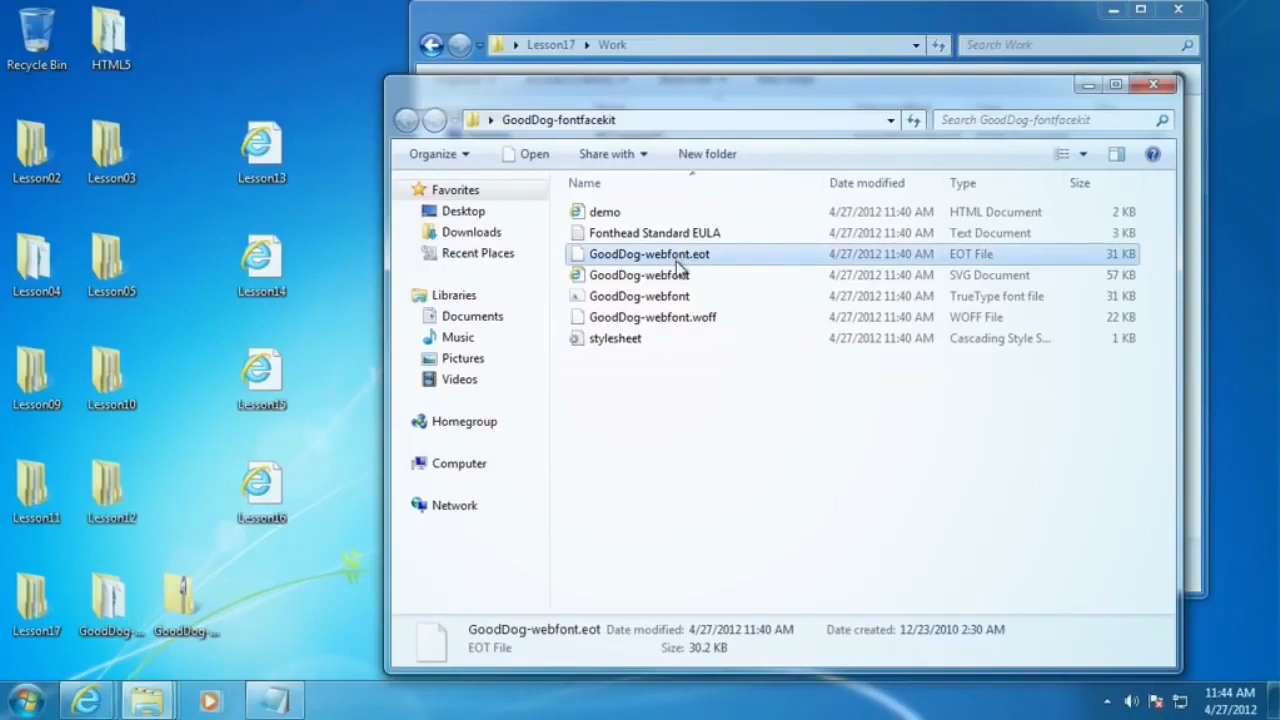 Recycle Bin
HTML5
Lesson02
Lesson03
Lesson13
Lesson04
Lesson05
Lesson14
Lesson09
Lesson10
Lesson15
Lesson11
Lesson12
Lesson16
Lesson17
GoodDog-...
GoodDog-...
Lesson17 Work
Search Work
GoodDog-fontfacekit
Search GoodDog-fontfacekit
Organize Open Share with New folder
Name Date modified Type Size
Favorites
Desktop
Downloads
Recent Places
Libraries
Documents
Music
Pictures
Videos
Homegroup
Computer
Network
demo 4/27/2012 11:40 AM HTML Document 2 KB
Fonthead Standard EULA 4/27/2012 11:40 AM Text Document 3 KB
GoodDog-webfont.eot 4/27/2012 11:40 AM EOT File 31 KB
GoodDog-webfont 4/27/2012 11:40 AM SVG Document 57 KB
GoodDog-webfont 4/27/2012 11:40 AM TrueType font file 31 KB
GoodDog-webfont.woff 4/27/2012 11:40 AM WOFF File 22 KB
stylesheet 4/27/2012 11:40 AM Cascading Style S... 1 KB
GoodDog-webfont.eot Date modified: 4/27/2012 11:40 AM Date created: 12/23/2010 2:30 AM
EOT File Size: 30.2 KB
11:44 AM
4/27/2012